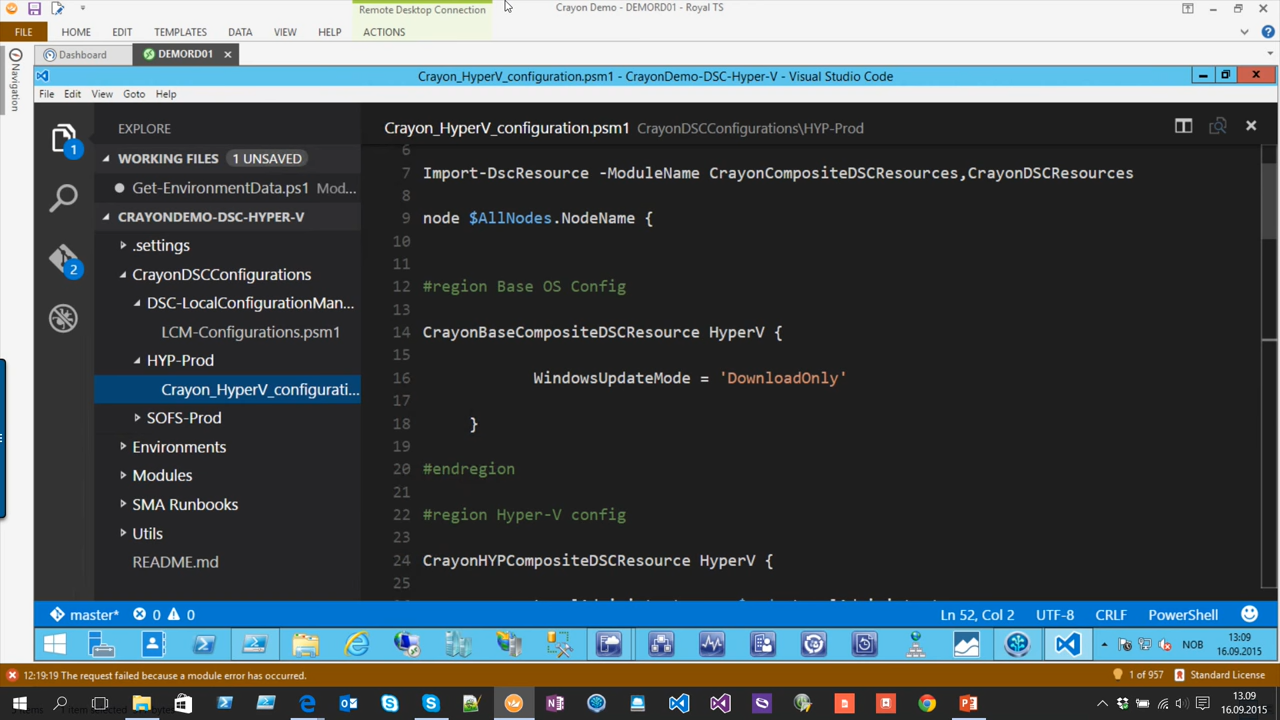 Remote Desktop Connection
Crayon Demo - DEMORD01 - Royal TS
FILE HOME EDIT TEMPLATES DATA VIEW HELP ACTIONS
Navigation
Dashboard DEMORD01
Crayon_HyperV_configuration.psm1 - CrayonDemo-DSC-Hyper-V - Visual Studio Code
File Edit View Goto Help
EXPLORE
WORKING FILES 1 UNSAVED
Get-EnvironmentData.ps1 Mod...
CRAYONDEMO-DSC-HYPER-V
.settings
CrayonDSCConfigurations
DSC-LocalConfigurationMan...
LCM-Configurations.psm1
HYP-Prod
Crayon_HyperV_configurati...
SOFS-Prod
Environments
Modules
SMA Runbooks
Utils
README.md
1
2
Crayon_HyperV_configuration.psm1 CrayonDSCConfigurations\HYP-Prod
6
7 Import-DscResource -ModuleName CrayonCompositeDSCResources,CrayonDSCResources
8
9 node $AllNodes.NodeName {
10
11
12 #region Base OS Config
13
14 CrayonBaseCompositeDSCResource HyperV {
15
16 WindowsUpdateMode = 'DownloadOnly'
17
18 }
19
20 #endregion
21
22 #region Hyper-V config
23
24 CrayonHYPCompositeDSCResource HyperV {
25
master* 0 0 Ln 52, Col 2 UTF-8 CRLF PowerShell
NOB 13:09
16.09.2015
12:19:19 The request failed because a module error has occurred. 1 of 957 Standard License
13.09
16.09.2015